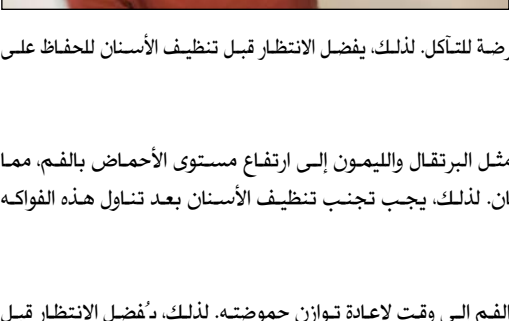 رضة للتآكل. لذلك، يفضل الانتظار قبل تنظيف الأسنان للحفاظ على
مثل البرتقال والليمون إلى ارتفاع مستوى الأحماض بالفم، مما
ان. لذلك، يجب تجنب تنظيف الأسنان بعد تناول هذه الفواكه
الفم إلى وقت لإعادة توازن حموضته. لذلك، يُفضل الانتظار قبل